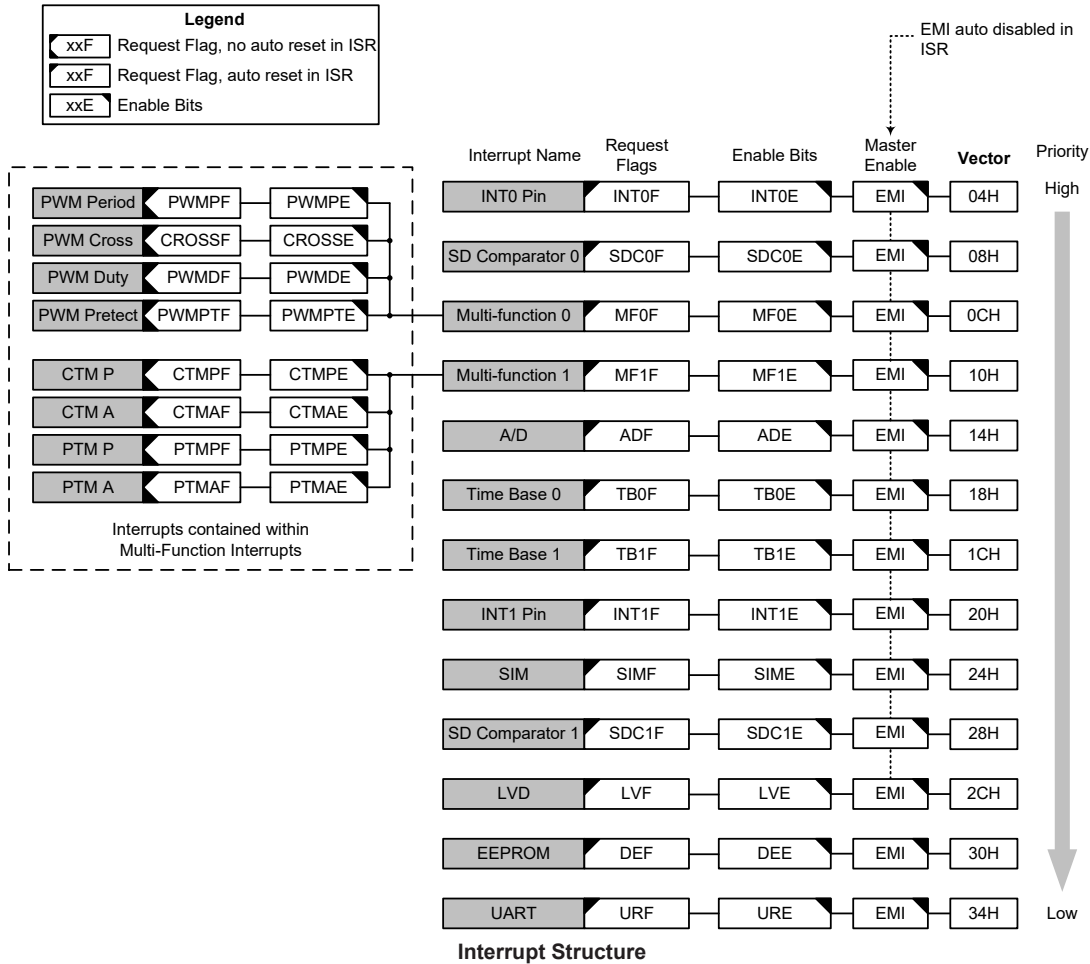 Legend
xxF Request Flag, no auto reset in ISR
xxF Request Flag, auto reset in ISR
xxE Enable Bits
EMI auto disabled in
ISR
Interrupt Name Request Flags Enable Bits Master Enable Vector Priority
INT0 Pin INT0F INT0E EMI 04H High
SD Comparator 0 SDC0F SDC0E EMI 08H
Multi-function 0 MF0F MF0E EMI 0CH
Multi-function 1 MF1F MF1E EMI 10H
A/D ADF ADE EMI 14H
Time Base 0 TB0F TB0E EMI 18H
Time Base 1 TB1F TB1E EMI 1CH
INT1 Pin INT1F INT1E EMI 20H
SIM SIMF SIME EMI 24H
SD Comparator 1 SDC1F SDC1E EMI 28H
LVD LVF LVE EMI 2CH
EEPROM DEF DEE EMI 30H
UART URF URE EMI 34H Low
PWM Period PWMPF PWMPE
PWM Cross CROSSF CROSSE
PWM Duty PWMDF PWMDE
PWM Pretect PWMPTF PWMPTE
CTM P CTMPF CTMPE
CTM A CTMAF CTMAE
PTM P PTMPF PTMPE
PTM A PTMAF PTMAE
Interrupts contained within
Multi-Function Interrupts
Interrupt Structure